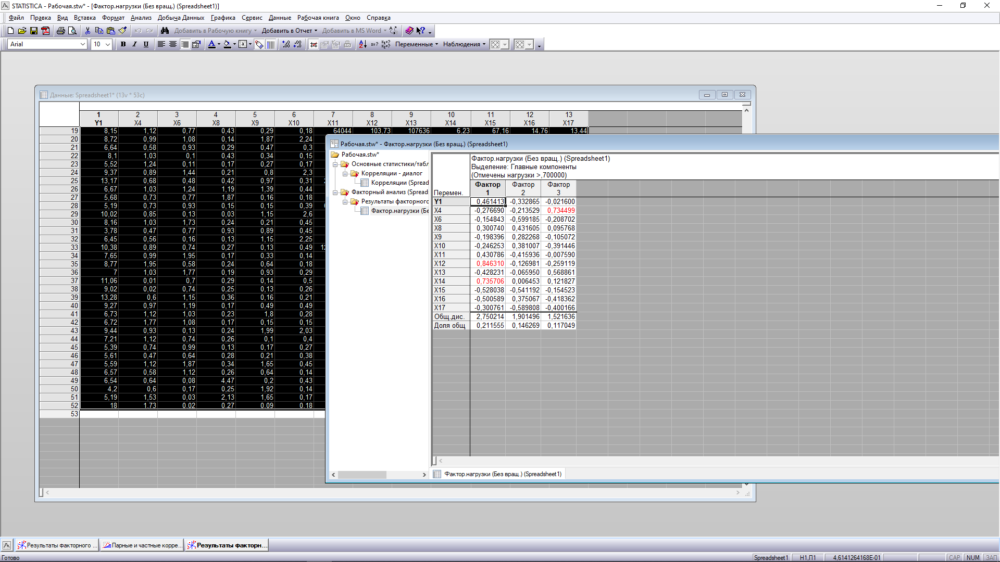 STATISTICA - Рабочая.stw* - [Фактор.нагрузки (Без вращ.) (Spreadsheet1)]
Файл Правка Вид Вставка Формат Анализ Добыча Данных Графика Сервис Данные Рабочая книга Окно Справка
Добавить в Рабочую книгу Добавить в Отчет Добавить в MS Word
Arial 10 B I U Переменные Наблюдения
Данные: Spreadsheet1* (13v * 53c)
1 2 3 4 5 6 7 8 9 10 11 12 13
Y1 X4 X6 X8 X9 X10 X11 X12 X13 X14 X15 X16 X17
19 8,15 1,12 0,77 0,43 0,29 0,18 64044 103,73 107636 6,23 67,16 14,76 13,44
20 8,72 0,99 1,08 0,14 1,87 2,24
21 6,64 0,58 0,93 0,29 0,47 0,3
22 8,1 1,03 0,1 0,43 0,34 0,15
23 5,52 1,24 0,11 0,17 0,27 0,17
24 9,37 0,89 1,44 0,21 0,8 2,3
25 13,17 0,68 0,48 0,42 0,97 0,31
26 6,67 1,03 1,24 1,19 1,39 0,44
27 5,68 0,73 0,77 1,87 0,16 0,18
28 5,19 0,73 0,93 0,15 0,15 0,39
29 10,02 0,85 0,13 0,03 1,15 2,6
30 8,16 1,03 1,73 0,24 0,21 0,45
31 3,78 0,47 0,77 0,93 0,89 0,45
32 6,45 0,56 0,16 0,13 1,15 2,25
33 10,38 0,89 0,74 0,27 0,13 0,49 12
34 7,65 0,99 1,95 0,17 0,33 0,14
35 8,77 1,95 0,58 0,24 0,64 0,18
36 7 1,03 1,77 0,19 0,93 0,29
37 11,06 0,01 0,7 0,29 0,14 0,5
38 9,02 0,02 0,74 0,25 0,13 0,26
39 13,28 0,6 1,15 0,36 0,16 0,21
40 9,27 0,97 1,19 0,17 0,49 0,49
41 6,73 1,12 1,03 0,23 1,8 0,28
42 6,72 1,77 1,08 0,17 0,15 0,15
43 9,44 0,93 0,13 0,24 1,99 2,03
44 7,21 1,12 0,74 0,26 0,1 0,4
45 5,39 0,74 0,99 0,13 0,17 0,27
46 5,61 0,47 0,64 0,28 0,21 0,38
47 5,59 1,12 1,87 0,34 1,65 0,45
48 6,57 0,58 1,12 0,26 0,64 0,14
49 6,54 0,64 0,08 4,47 0,2 0,43
50 4,2 0,6 0,17 0,25 1,92 0,14
51 5,19 1,53 0,03 2,13 1,65 0,17
52 18 1,73 0,02 0,27 0,09 0,18
53
Рабочая.stw* - Фактор.нагрузки (Без вращ.) (Spreadsheet1)
Рабочая.stw*
Основные статистики/табл
Корреляции - диалог
Корреляции (Spread
Факторный анализ (Spread
Результаты факторного
Фактор.нагрузки (Бе
Фактор.нагрузки (Без вращ.) (Spreadsheet1)
Выделение: Главные компоненты
(Отмечены нагрузки >,700000)
Перемен. Фактор 1 Фактор 2 Фактор 3
Y1 0,461413 -0,332865 -0,021600
X4 -0,276690 -0,213529 0,734499
X6 -0,154843 -0,599185 -0,208702
X8 0,300740 0,431605 0,095768
X9 -0,198396 0,282268 -0,105072
X10 -0,246253 0,381007 -0,391446
X11 0,430786 -0,415936 -0,007590
X12 0,846310 -0,126981 -0,259119
X13 -0,428231 -0,065950 0,568861
X14 0,735706 0,006453 0,121827
X15 -0,528038 -0,541192 -0,154523
X16 -0,500589 0,375067 -0,418362
X17 -0,300761 -0,589808 -0,400166
Общ.дис. 2,750214 1,901496 1,521636
Доля общ 0,211555 0,146269 0,117049
Фактор.нагрузки (Без вращ.) (Spreadsheet1)
Результаты факторного ... Парные и частные корре... Результаты факторн...
Готово Spreadsheet1 Н1,П1 4,6141264168E-01 CAP NUM ЗАП